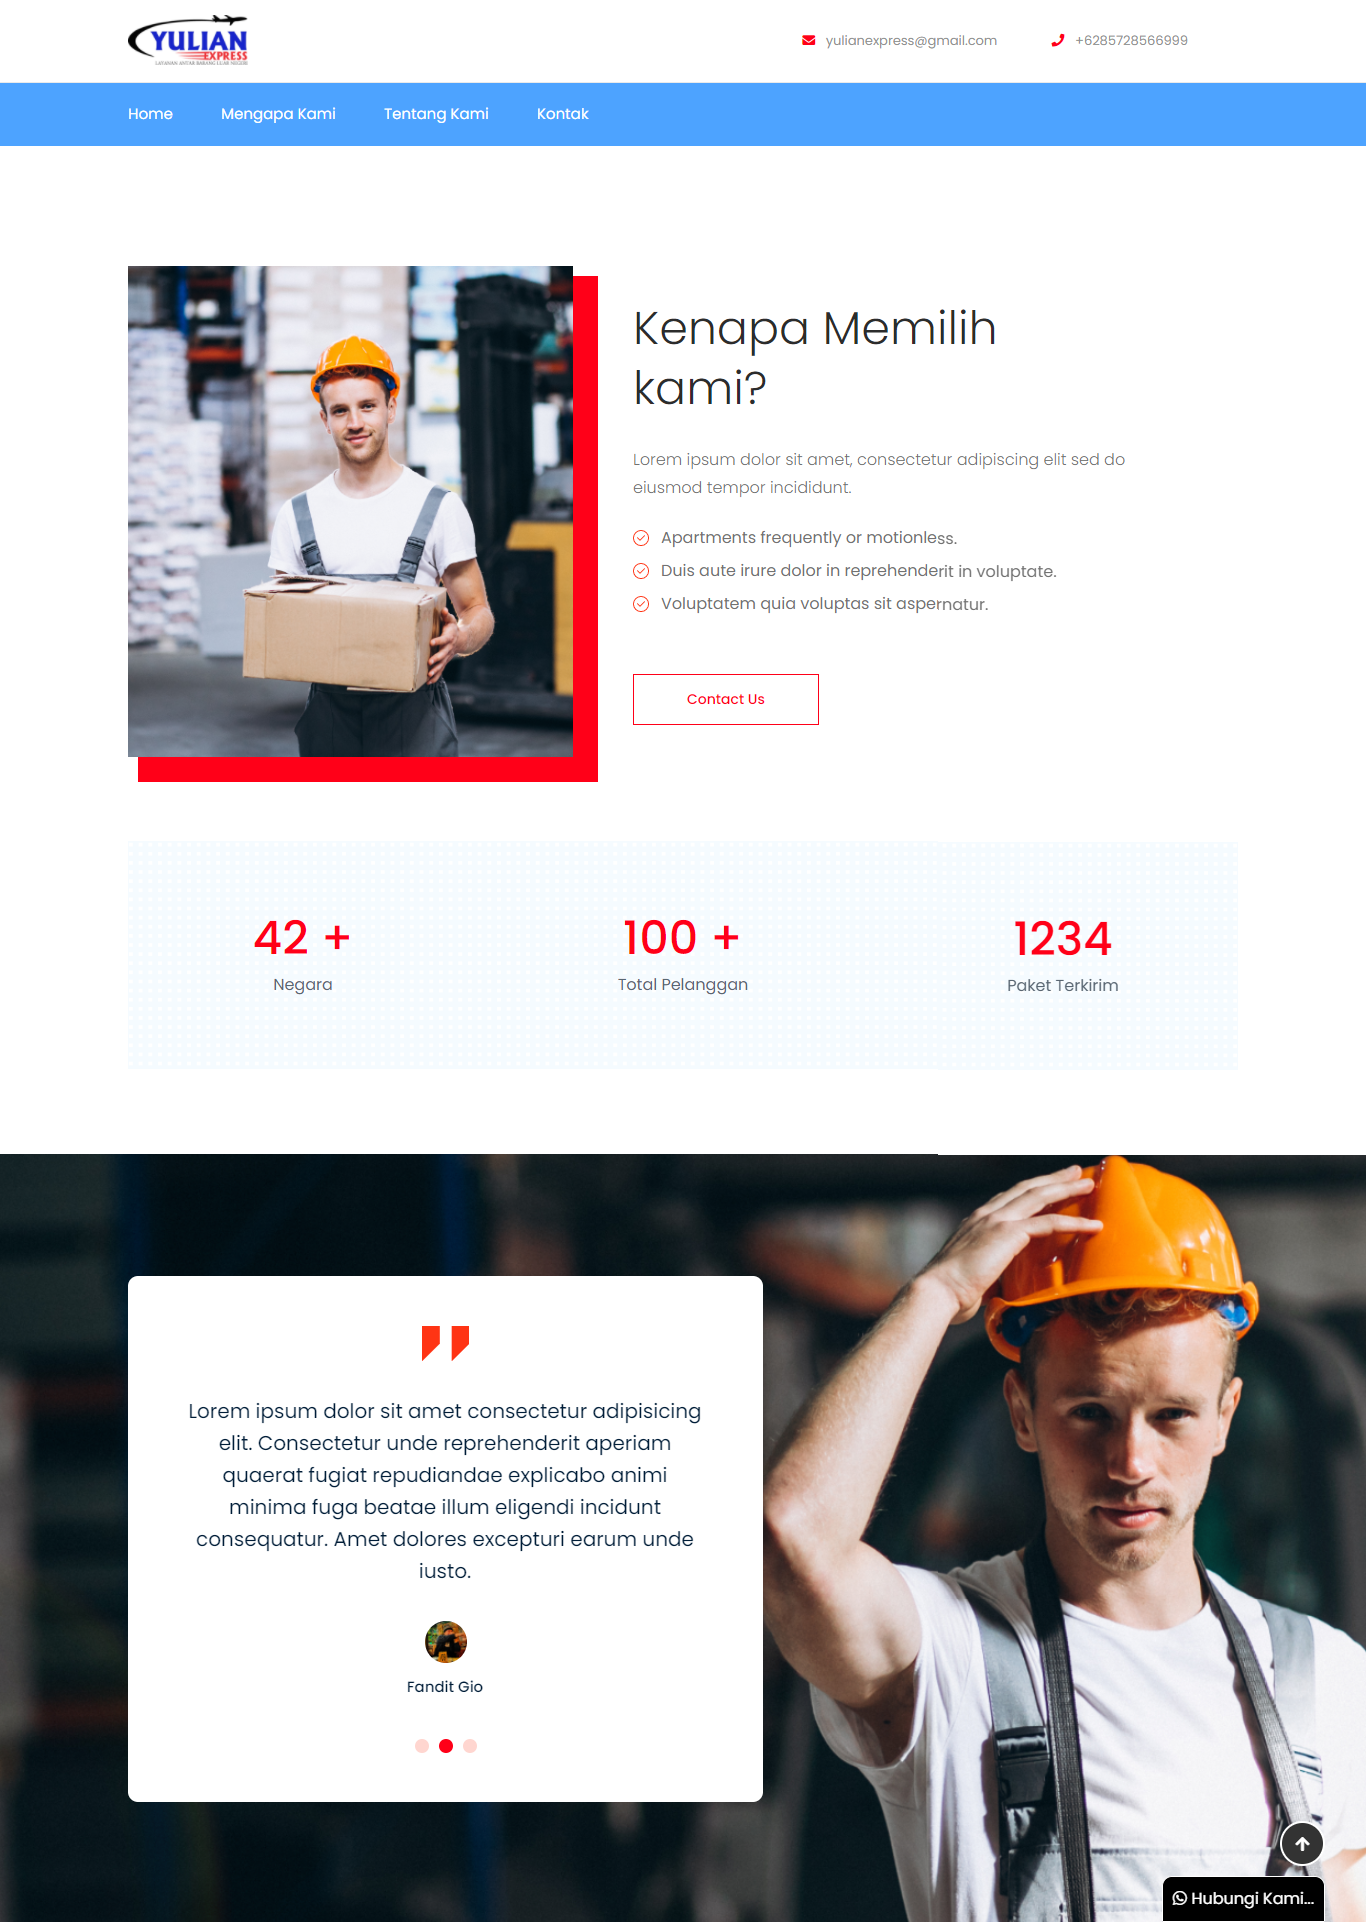 YULIAN
EXPRESS
LAYANAN ANTAR BARANG LUAR NEGERI
yulianexpress@gmail.com
+6285728566999
Home
Mengapa Kami
Tentang Kami
Kontak
Kenapa Memilih
kami?
Lorem ipsum dolor sit amet, consectetur adipiscing elit sed do
eiusmod tempor incididunt.
Apartments frequently or motionless.
Duis aute irure dolor in reprehenderit in voluptate.
Voluptatem quia voluptas sit aspernatur.
Contact Us
42 +
Negara
100 +
Total Pelanggan
1234
Paket Terkirim
Lorem ipsum dolor sit amet consectetur adipisicing
elit. Consectetur unde reprehenderit aperiam
quaerat fugiat repudiandae explicabo animi
minima fuga beatae illum eligendi incidunt
consequatur. Amet dolores excepturi earum unde
iusto.
Fandit Gio
Hubungi Kami...